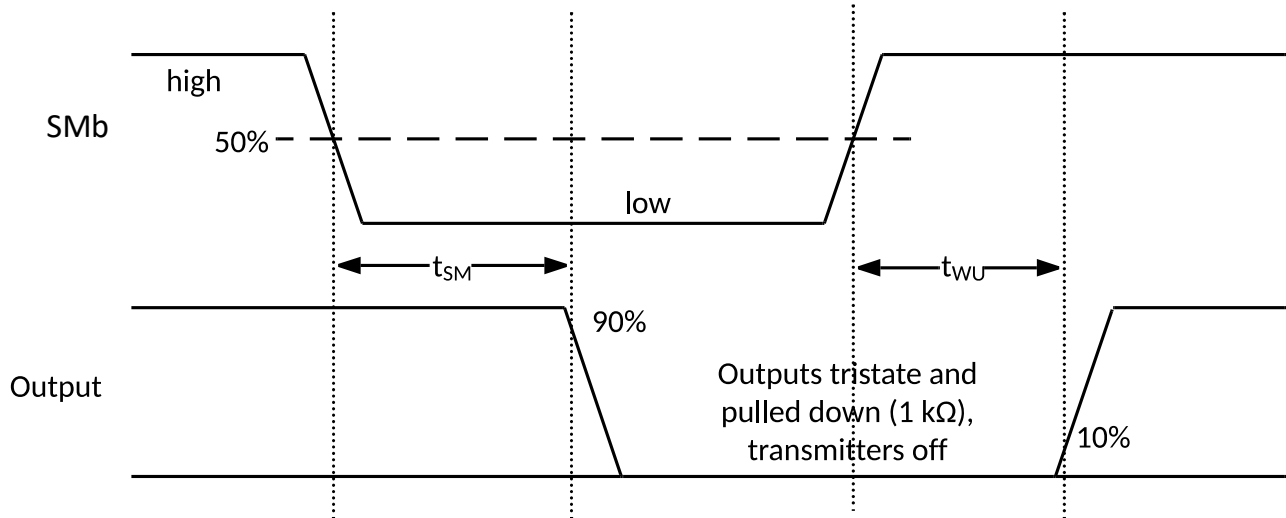 high
SMb
50%
low
tSM
tWU
90%
Output
Outputs tristate and
pulled down (1 kΩ),
transmitters off
10%